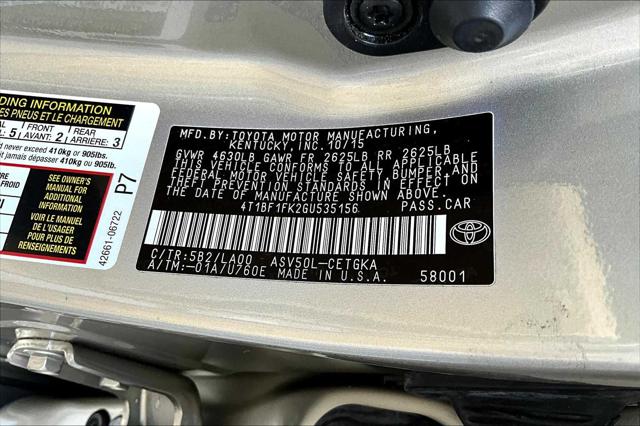 DING INFORMATION
ES PNEUS ET LE CHARGEMENT
5 FRONT AVANT: 2 REAR ARRIÈRE: 3
never exceed 410kg or 905lbs.
it jamais dépasser 410kg or 905lbs.
SEE OWNER'S
MANUAL FOR
ADDITIONAL
INFORMATION
VOIR LE MANUEL
DE L'USAGER
POUR PLUS DE
RENSEIGNEMENTS
P7
42661-06722
MFD. BY: TOYOTA MOTOR MANUFACTURING,
KENTUCKY, INC. 10/15
GVWR 4630LB GAWR FR 2625LB RR 2625LB
THIS VEHICLE CONFORMS TO ALL APPLICABLE
FEDERAL MOTOR VEHICLE SAFETY, BUMPER, AND
THEFT PREVENTION STANDARDS IN EFFECT ON
THE DATE OF MANUFACTURE SHOWN ABOVE.
4T1BF1FK2GU535156 PASS.CAR
C/TR:5B2/LA00 ASV50L-CETGKA
A/TM:-01A/U760E MADE IN U.S.A. 58001